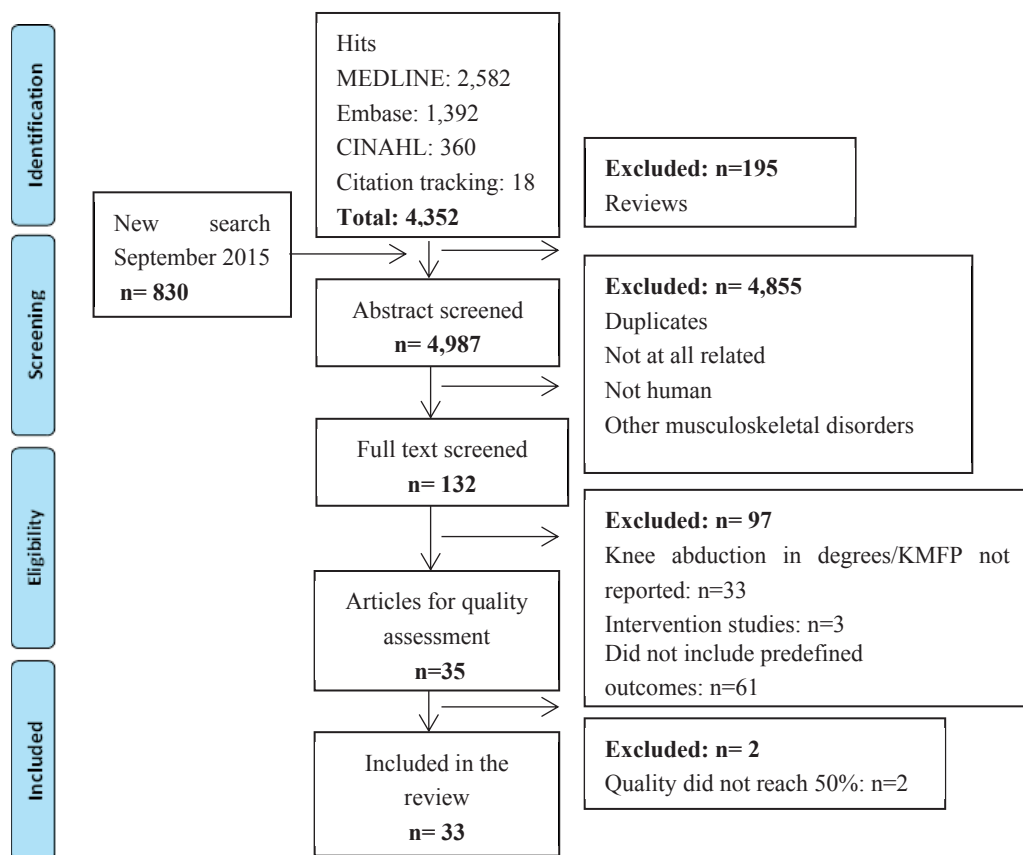 Identification
Hits
MEDLINE: 2,582
Embase: 1,392
CINAHL: 360
Citation tracking: 18
Total: 4,352
Excluded: n=195
Reviews
New search
September 2015
n= 830
Screening
Abstract screened
n= 4,987
Excluded: n= 4,855
Duplicates
Not at all related
Not human
Other musculoskeletal disorders
Full text screened
n= 132
Eligibility
Excluded: n= 97
Knee abduction in degrees/KMFP not
reported: n=33
Intervention studies: n=3
Did not include predefined
outcomes: n=61
Articles for quality
assessment
n=35
Included
Excluded: n= 2
Quality did not reach 50%: n=2
Included in the
review
n= 33